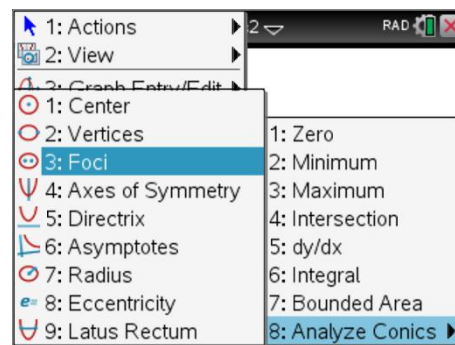 1: Actions
2: View
3: Graph Entry/Edit
RAD
1: Center
2: Vertices
3: Foci
4: Axes of Symmetry
5: Directrix
6: Asymptotes
7: Radius
e= 8: Eccentricity
9: Latus Rectum
1: Zero
2: Minimum
3: Maximum
4: Intersection
5: dy/dx
6: Integral
7: Bounded Area
8: Analyze Conics